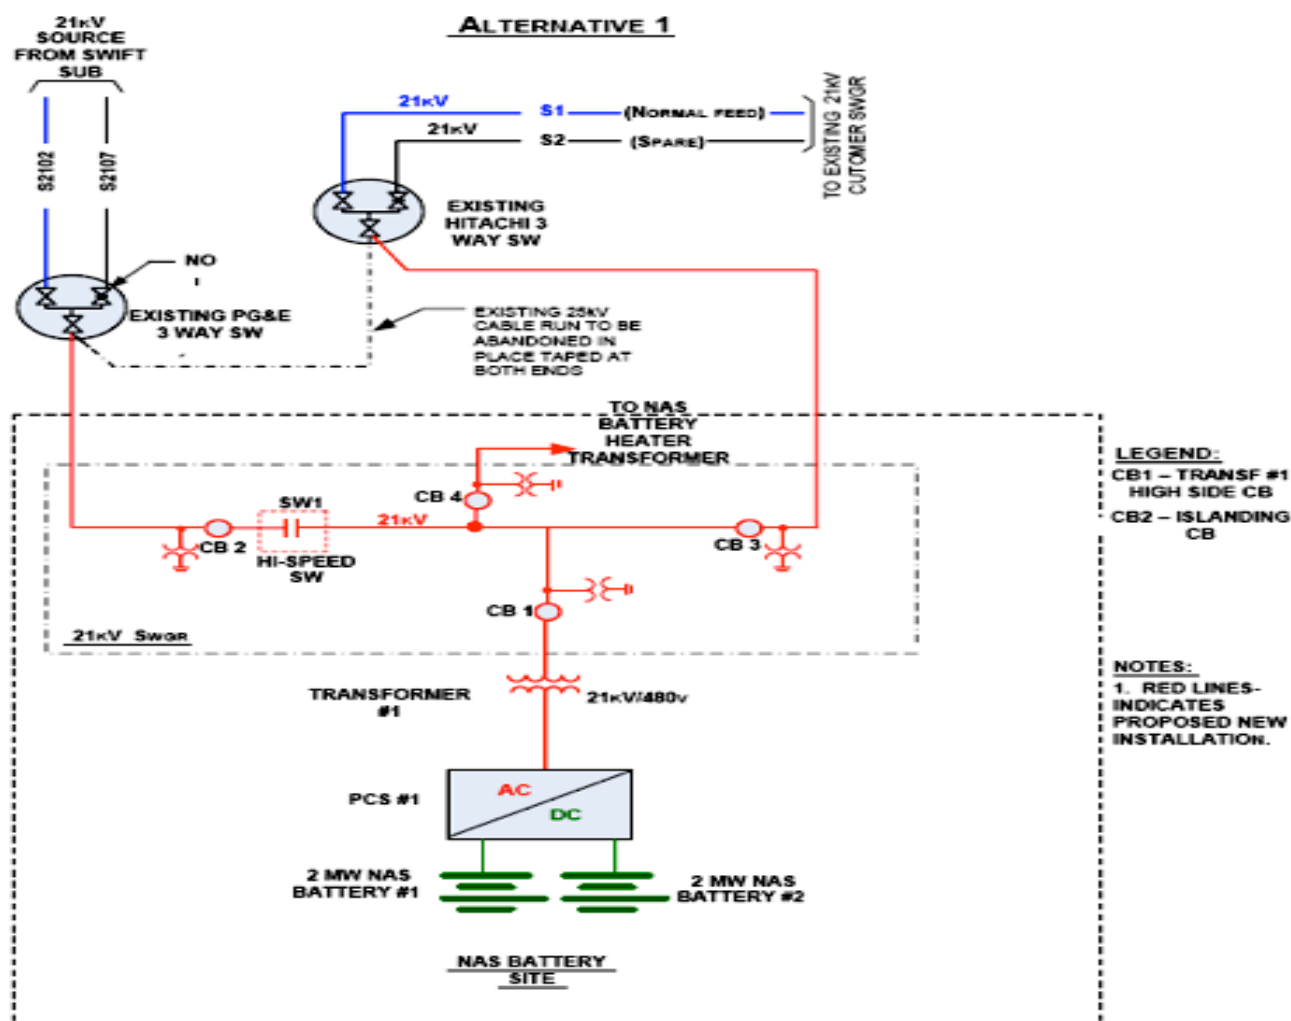 ALTERNATIVE 1
21KV
SOURCE
FROM SWIFT
SUB
S2102
S2107
21KV
S1
(NORMAL FEED)
21KV
S2
(SPARE)
TO EXISTING 21KV
CUTOMER SWGR
EXISTING
HITACHI 3
WAY SW
NO
EXISTING PG&E
3 WAY SW
EXISTING 25KV
CABLE RUN TO BE
ABANDONED IN
PLACE TAPED AT
BOTH ENDS
TO NAS
BATTERY
HEATER
TRANSFORMER
CB 4
SW1
21KV
CB 2
HI-SPEED
SW
CB 3
CB 1
21KV SWGR
TRANSFORMER
#1
21KV/480V
PCS #1
AC
DC
2 MW NAS
BATTERY #1
2 MW NAS
BATTERY #2
NAS BATTERY
SITE
LEGEND:
CB1 – TRANSF #1
HIGH SIDE CB
CB2 – ISLANDING
CB
NOTES:
1. RED LINES-
INDICATES
PROPOSED NEW
INSTALLATION.